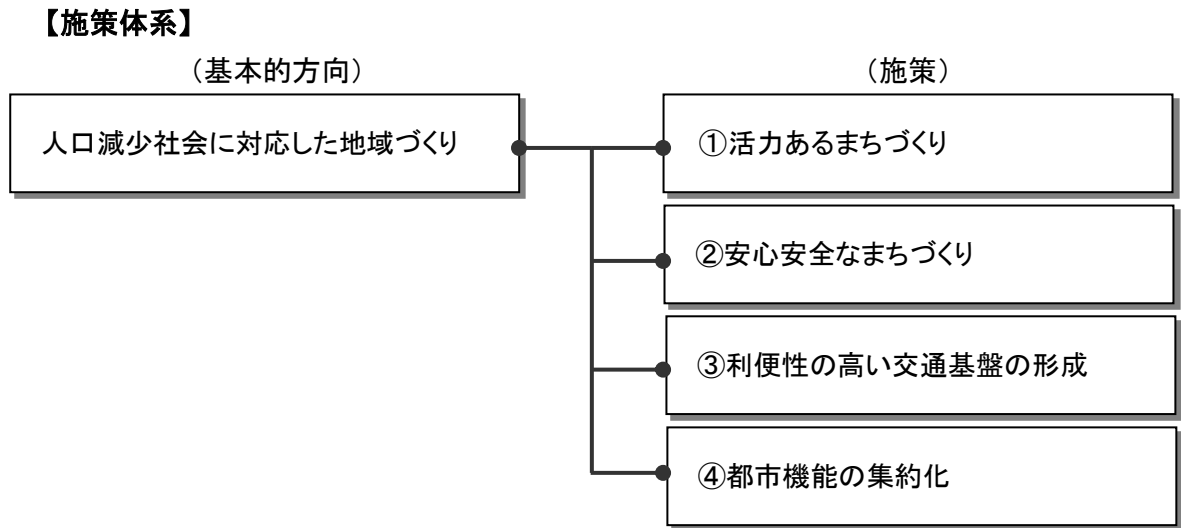 【施策体系】
（基本的方向）
（施策）
人口減少社会に対応した地域づくり
①活力あるまちづくり
②安心安全なまちづくり
③利便性の高い交通基盤の形成
④都市機能の集約化